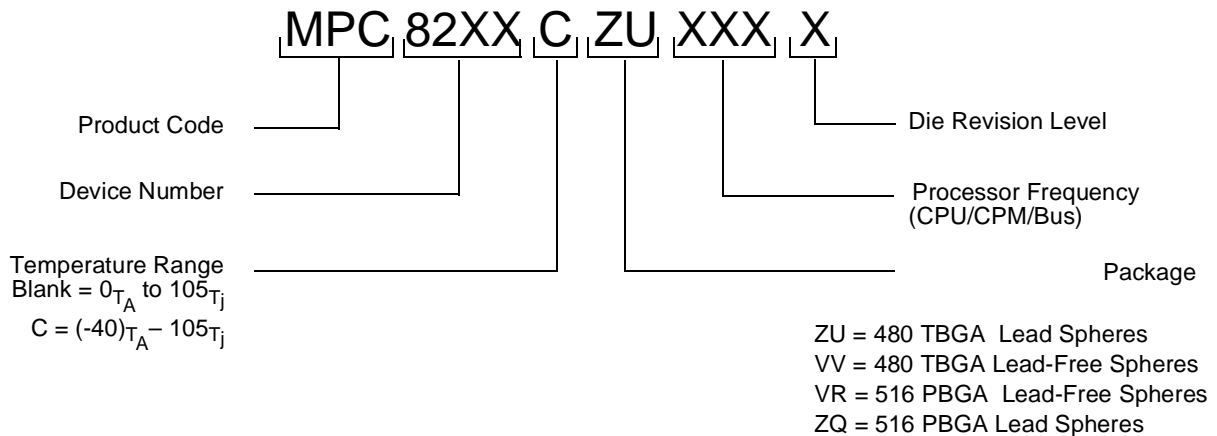 MPC 82XX C ZU XXX X
Product Code
Device Number
Temperature Range
Blank = 0TA to 105Tj
C = (-40)TA– 105Tj
Die Revision Level
Processor Frequency
(CPU/CPM/Bus)
Package
ZU = 480 TBGA Lead Spheres
VV = 480 TBGA Lead-Free Spheres
VR = 516 PBGA Lead-Free Spheres
ZQ = 516 PBGA Lead Spheres